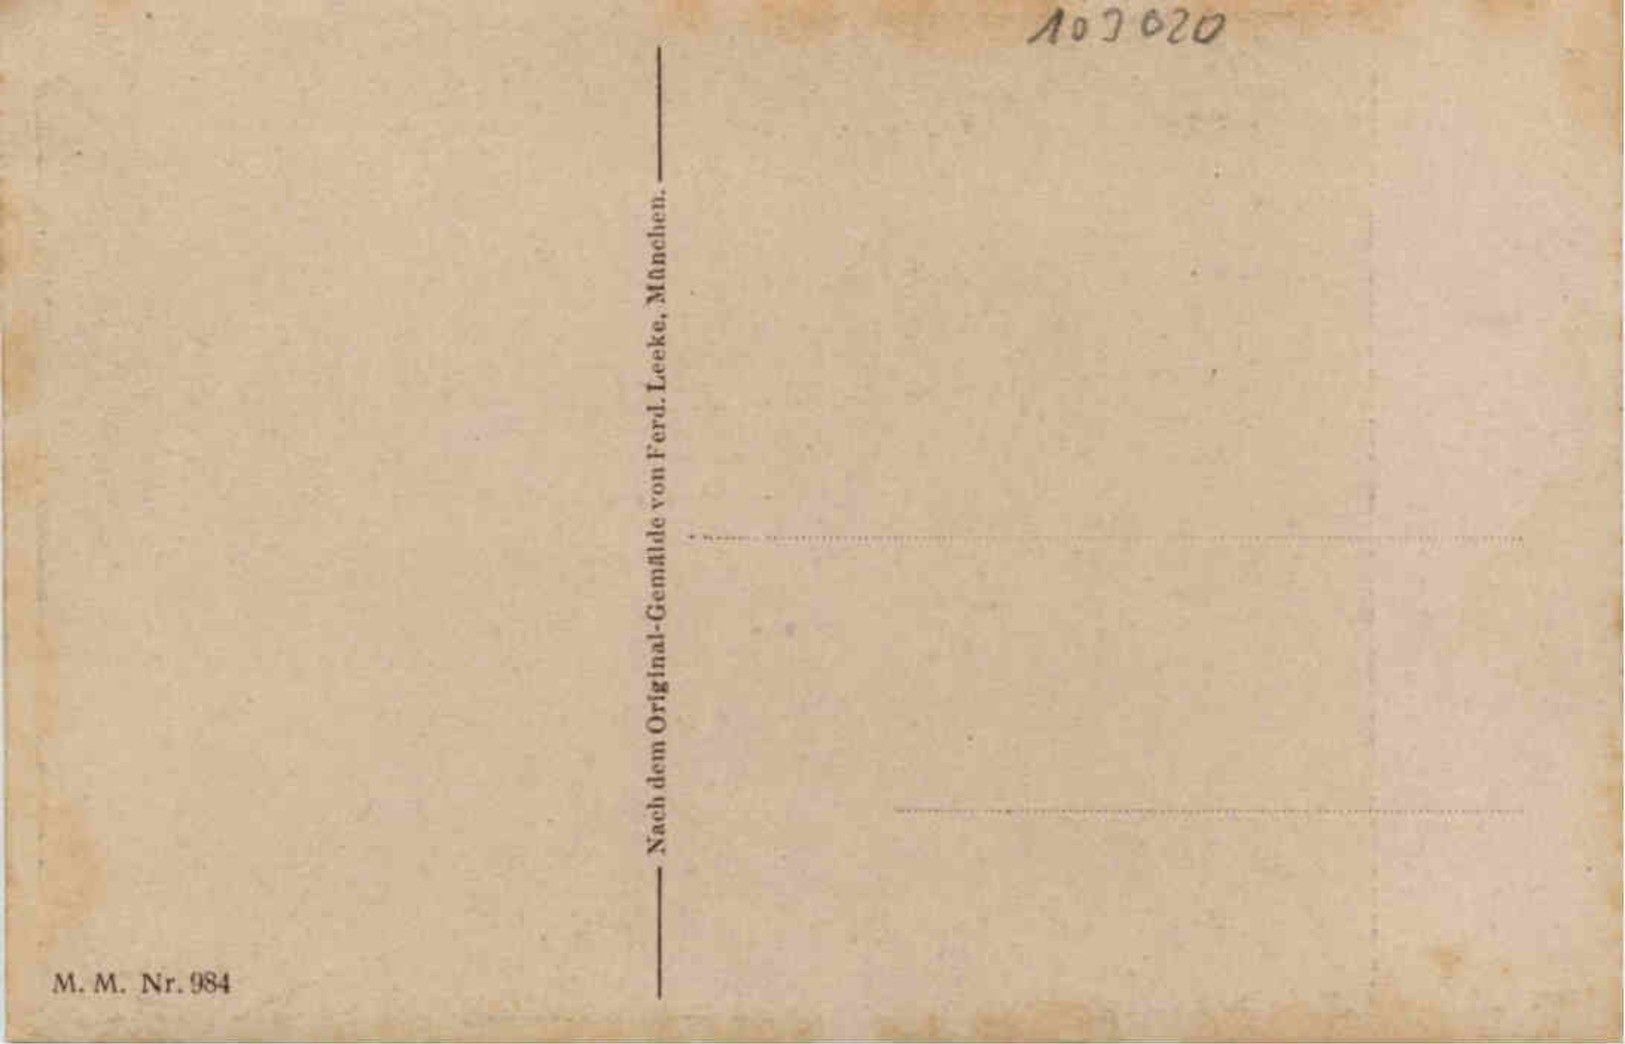 103020
Nach dem Original-Gemälde von Ferd. Leeke, München.
M. M. Nr. 984